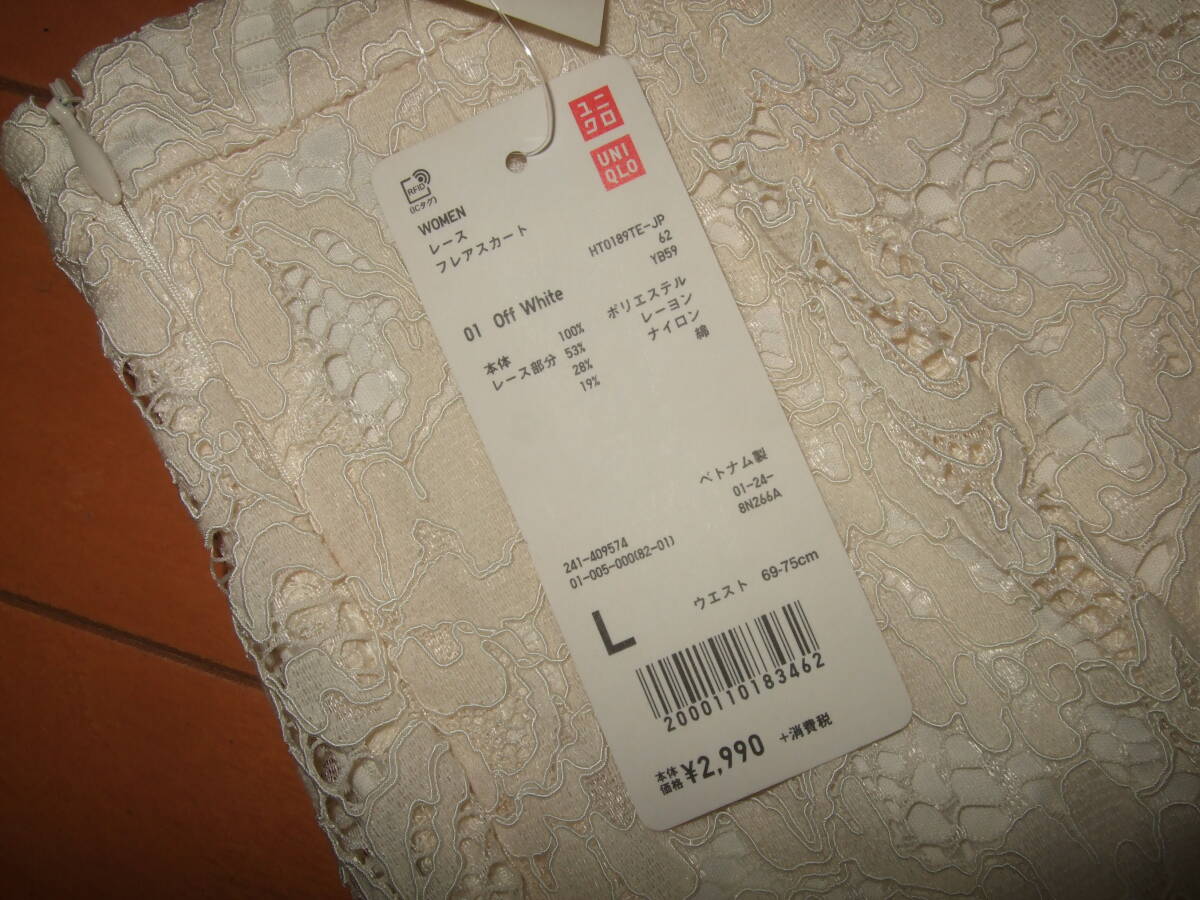 ユニ
クロ
UNI
QLO
RFID
(ICタグ)
WOMEN
レース
フレアスカート
HT0189TE-JP
62
YB59
01 Off White
本体 100% ポリエステル
レース部分 53% レーヨン
28% ナイロン
19% 綿
ベトナム製
01-24-
8N266A
241-409574
01-005-000(82-01)
L ウエスト 69-75cm
2000110183462
本体
価格 ¥2,990 +消費税